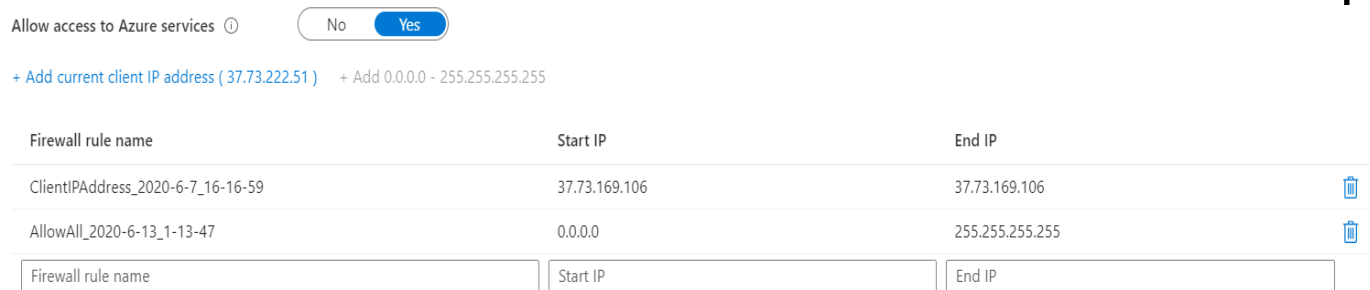 Allow access to Azure services No Yes
+ Add current client IP address ( 37.73.222.51 ) + Add 0.0.0.0 - 255.255.255.255
Firewall rule name Start IP End IP
ClientIPAddress_2020-6-7_16-16-59 37.73.169.106 37.73.169.106
AllowAll_2020-6-13_1-13-47 0.0.0.0 255.255.255.255
Firewall rule name Start IP End IP